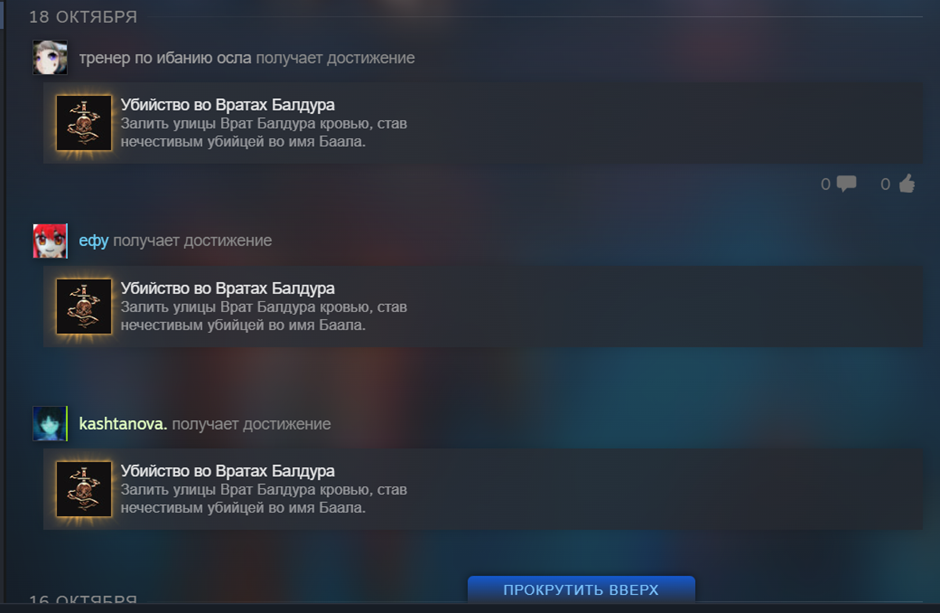 18 ОКТЯБРЯ
тренер по ибанию осла получает достижение
Убийство во Вратах Балдура
Залить улицы Врат Балдура кровью, став
нечестивым убийцей во имя Баала.
0 0
ефу получает достижение
Убийство во Вратах Балдура
Залить улицы Врат Балдура кровью, став
нечестивым убийцей во имя Баала.
kashtanova. получает достижение
Убийство во Вратах Балдура
Залить улицы Врат Балдура кровью, став
нечестивым убийцей во имя Баала.
ПРОКРУТИТЬ ВВЕРХ
16 ОКТЯБРЯ